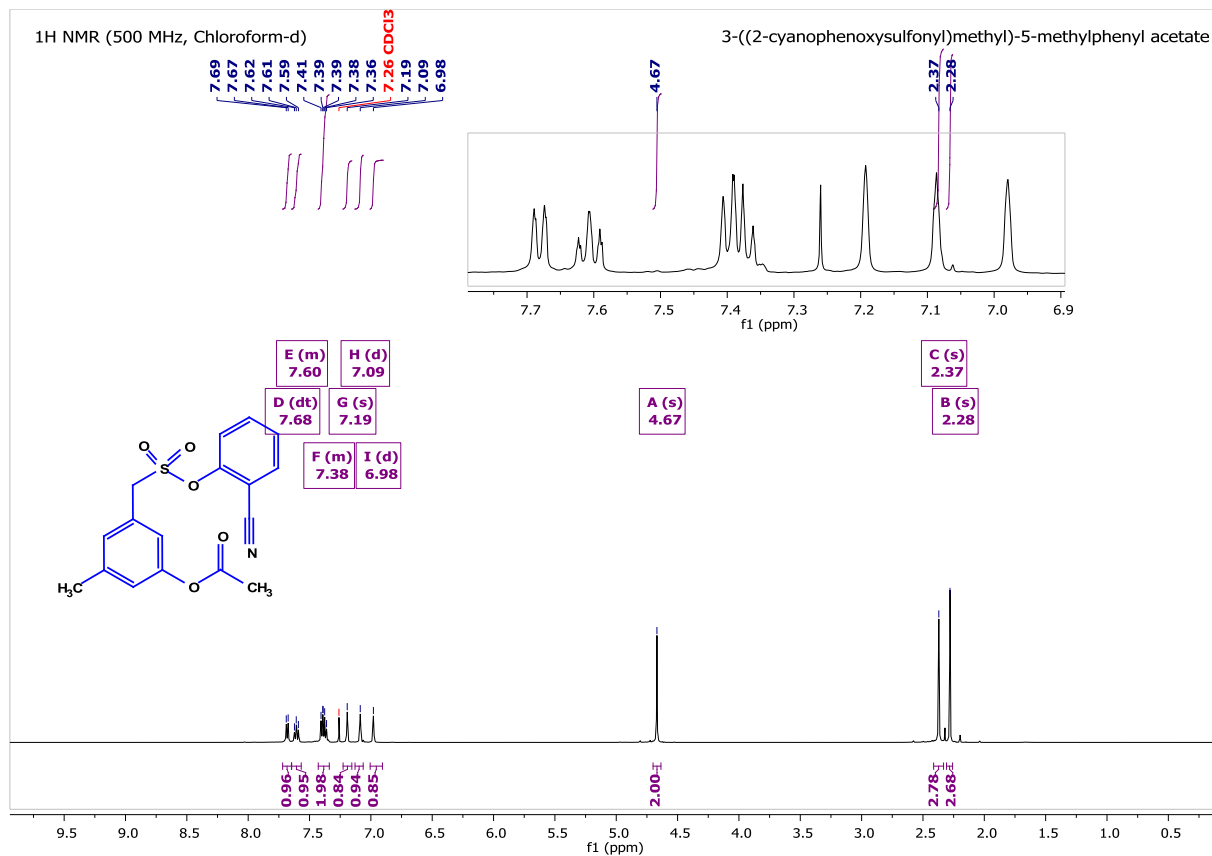 1H NMR (500 MHz, Chloroform-d)
3-((2-cyanophenoxysulfonyl)methyl)-5-methylphenyl acetate
7.69
7.67
7.62
7.61
7.59
7.41
7.39
7.39
7.38
7.36
7.26 CDCl3
7.19
7.09
6.98
4.67
2.37
2.28
7.7 7.6 7.5 7.4 7.3 7.2 7.1 7.0 6.9
f1 (ppm)
E (m)
7.60
H (d)
7.09
C (s)
2.37
D (dt)
7.68
G (s)
7.19
A (s)
4.67
B (s)
2.28
F (m)
7.38
I (d)
6.98
O O
S
O
O
N
H3C
O
CH3
0.96
0.95
1.98
0.84
0.94
0.85
2.00
2.78
2.68
9.5 9.0 8.5 8.0 7.5 7.0 6.5 6.0 5.5 5.0 4.5 4.0 3.5 3.0 2.5 2.0 1.5 1.0 0.5
f1 (ppm)